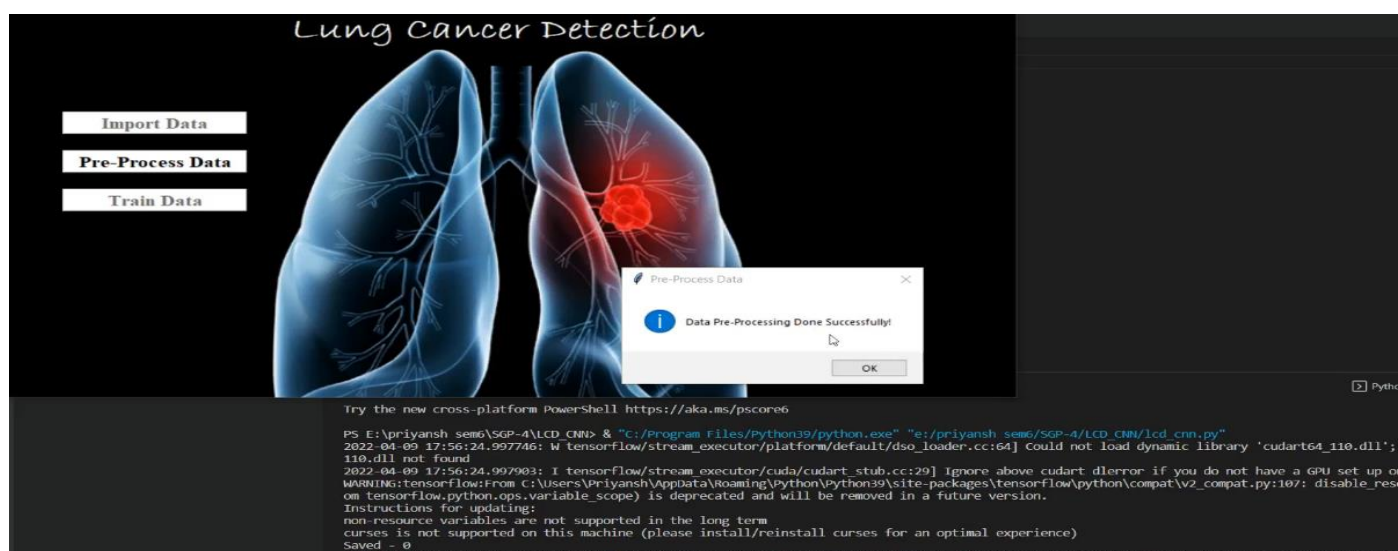 Lung Cancer Detection
Import Data
Pre-Process Data
Train Data
Pre-Process Data
Data Pre-Processing Done Successfully!
OK
Try the new cross-platform PowerShell https://aka.ms/pscore6
PS E:\priyansh sem6\SGP-4\LCD_CNN> & "C:/Program Files/Python39/python.exe" "e:/priyansh sem6/SGP-4/LCD_CNN/lcd_cnn.py"
2022-04-09 17:56:24.997746: W tensorflow/stream_executor/platform/default/dso_loader.cc:64] Could not load dynamic library 'cudart64_110.dll';
110.dll not found
2022-04-09 17:56:24.997903: I tensorflow/stream_executor/cuda/cudart_stub.cc:29] Ignore above cudart dlerror if you do not have a GPU set up
WARNING:tensorflow:From C:\Users\Priyansh\AppData\Roaming\Python\Python39\site-packages\tensorflow\python\compat\v2_compat.py:107:
om tensorflow.python.ops.variable_scope) is deprecated and will be removed in a future version.
Instructions for updating:
non-resource variables are not supported in the long term
curses is not supported on this machine (please install/reinstall curses for an optimal experience)
Saved - 0